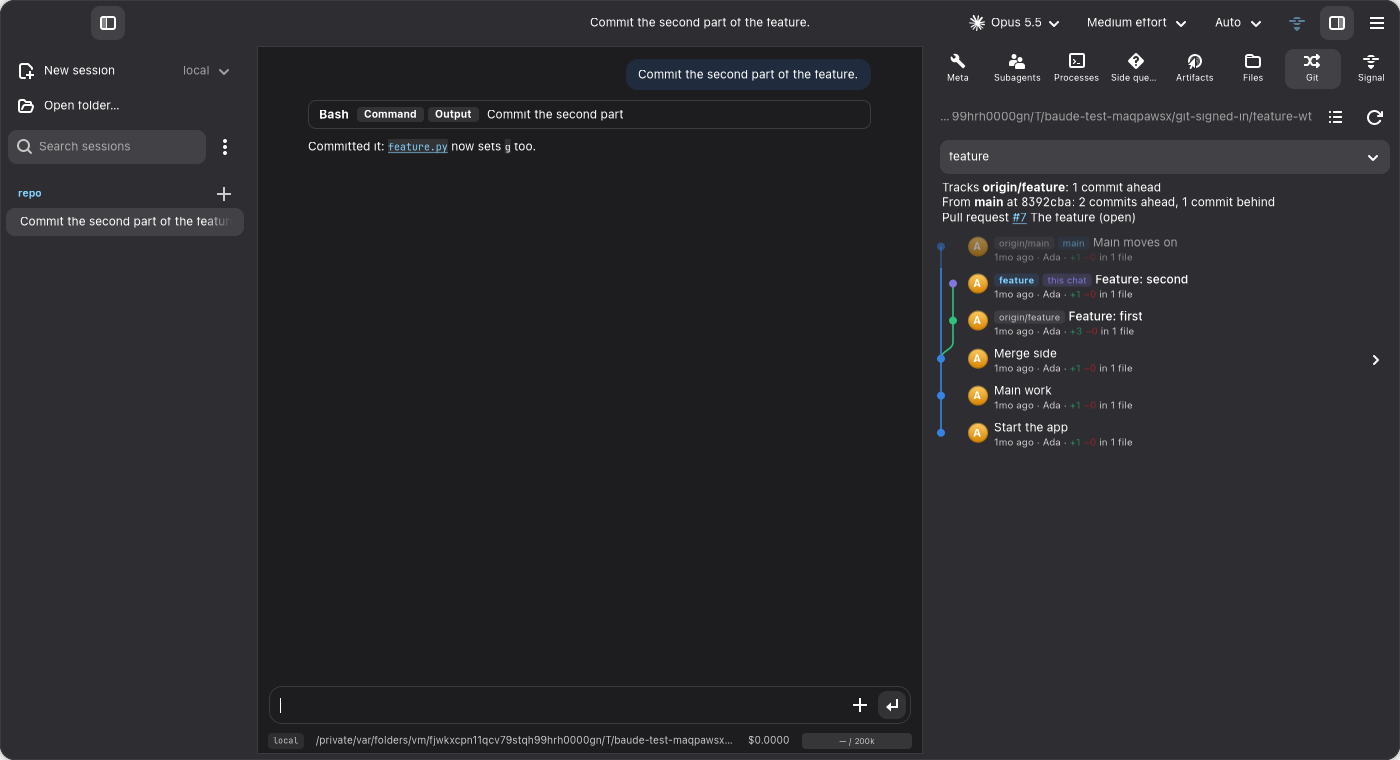 Commit the second part of the feature.
Opus 5.5
Medium effort
Auto
New session
local
Open folder...
Search sessions
repo
Commit the second part of the featur
Commit the second part of the feature.
Bash Command Output Commit the second part
Committed it: feature.py now sets g too.
local /private/var/folders/vm/fjwkxcpn11qcv79stqh99hrh0000gn/T/baude-test-maqpawsx... $0.0000 — / 200k
Meta
Subagents
Processes
Side que...
Artifacts
Files
Git
Signal
... 99hrh0000gn/T/baude-test-maqpawsx/git-signed-in/feature-wt
feature
Tracks origin/feature: 1 commit ahead
From main at 8392cba: 2 commits ahead, 1 commit behind
Pull request #7 The feature (open)
A origin/main main Main moves on
1mo ago · Ada · +1 −0 in 1 file
A feature this chat Feature: second
1mo ago · Ada · +1 −0 in 1 file
A origin/feature Feature: first
1mo ago · Ada · +3 −0 in 1 file
A Merge side
1mo ago · Ada · +1 −0 in 1 file
A Main work
1mo ago · Ada · +1 −0 in 1 file
A Start the app
1mo ago · Ada · +1 −0 in 1 file